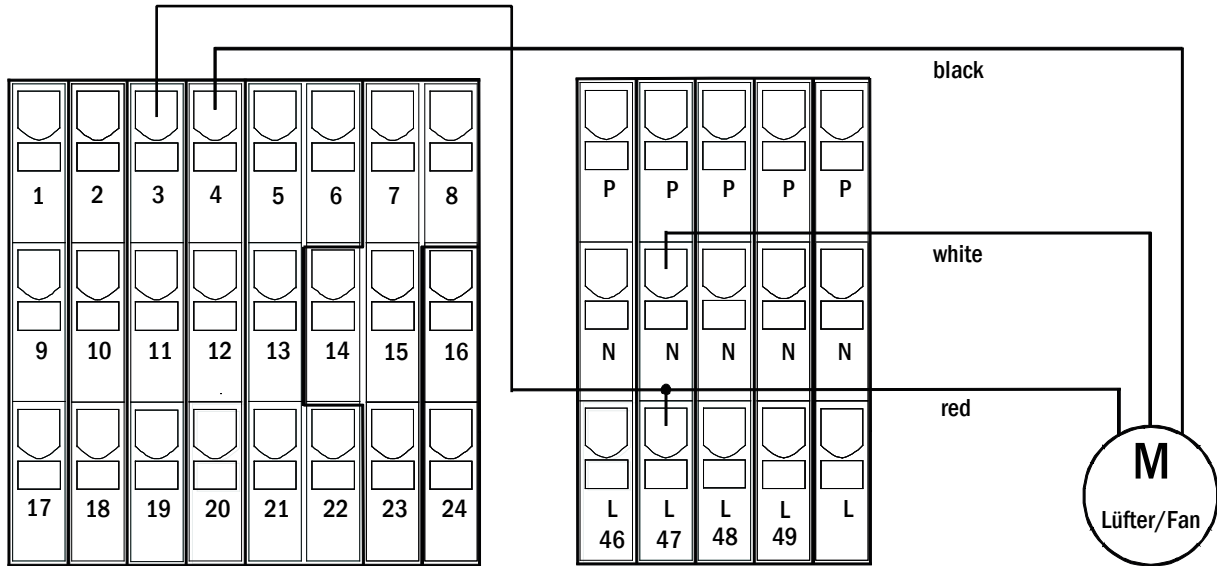 black
1 2 3 4 5 6 7 8
P P P P P
white
9 10 11 12 13 14 15 16
N N N N N
red
17 18 19 20 21 22 23 24
L L L L L
46 47 48 49
M
Lüfter/Fan